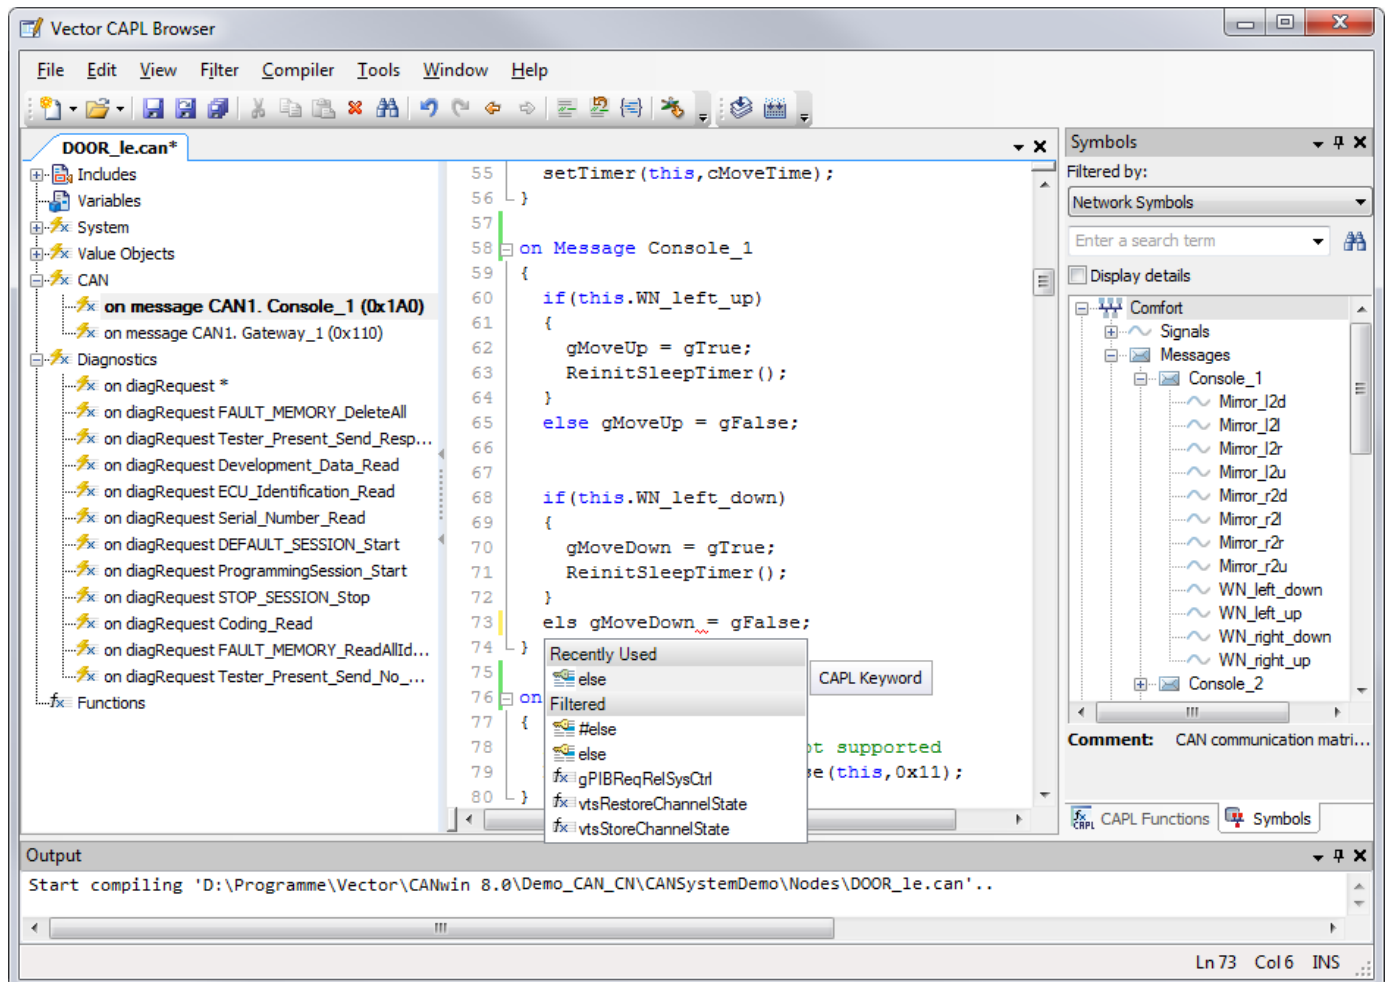 Vector CAPL Browser
File Edit View Filter Compiler Tools Window Help
DOOR_le.can*
Includes
Variables
System
Value Objects
CAN
on message CAN1. Console_1 (0x1A0)
on message CAN1. Gateway_1 (0x110)
Diagnostics
on diagRequest *
on diagRequest FAULT_MEMORY_DeleteAll
on diagRequest Tester_Present_Send_Resp...
on diagRequest Development_Data_Read
on diagRequest ECU_Identification_Read
on diagRequest Serial_Number_Read
on diagRequest DEFAULT_SESSION_Start
on diagRequest ProgrammingSession_Start
on diagRequest STOP_SESSION_Stop
on diagRequest Coding_Read
on diagRequest FAULT_MEMORY_ReadAllId...
on diagRequest Tester_Present_Send_No_...
Functions
55 setTimer(this,cMoveTime);
56 }
57
58 on Message Console_1
59 {
60 if(this.WN_left_up)
61 {
62 gMoveUp = gTrue;
63 ReinitSleepTimer();
64 }
65 else gMoveUp = gFalse;
66
67
68 if(this.WN_left_down)
69 {
70 gMoveDown = gTrue;
71 ReinitSleepTimer();
72 }
73 els gMoveDown = gFalse;
74 }
75
76 on
77 {
78 ot supported
79 se(this,0x11);
80 }
Recently Used
else
Filtered
#else
else
gPIBReqRelSysCtrl
vtsRestoreChannelState
vtsStoreChannelState
CAPL Keyword
Symbols
Filtered by:
Network Symbols
Enter a search term
Display details
Comfort
Signals
Messages
Console_1
Mirror_l2d
Mirror_l2l
Mirror_l2r
Mirror_l2u
Mirror_r2d
Mirror_r2l
Mirror_r2r
Mirror_r2u
WN_left_down
WN_left_up
WN_right_down
WN_right_up
Console_2
Comment: CAN communication matri...
CAPL Functions Symbols
Output
Start compiling 'D:\Programme\Vector\CANwin 8.0\Demo_CAN_CN\CANSystemDemo\Nodes\DOOR_le.can'..
Ln 73 Col 6 INS